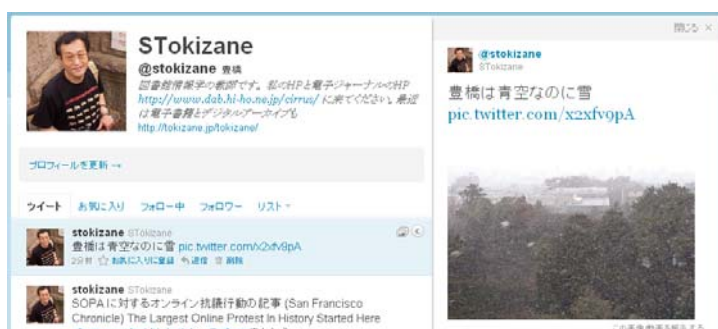 STokizane
@stokizane 豊橋
図書館情報学の教師です。私のHPと電子ジャーナルのHP
http://www.dab.hi-ho.ne.jp/cirrus/ に来てください。最近
は電子書籍とデジタルアーカイブも
http://tokizane.jp/tokizane/
プロフィールを更新 →
ツイート お気に入り フォロー中 フォロワー リスト
stokizane STokizane
豊橋は青空なのに雪 pic.twitter.com/x2xfv9pA
2分前 お気に入りに登録 返信 削除
stokizane STokizane
SOPAに対するオンライン抗議行動の記事 (San Francisco
Chronicle) The Largest Online Protest In History Started Here
閉じる ×
@stokizane
STokizane
豊橋は青空なのに雪
pic.twitter.com/x2xfv9pA